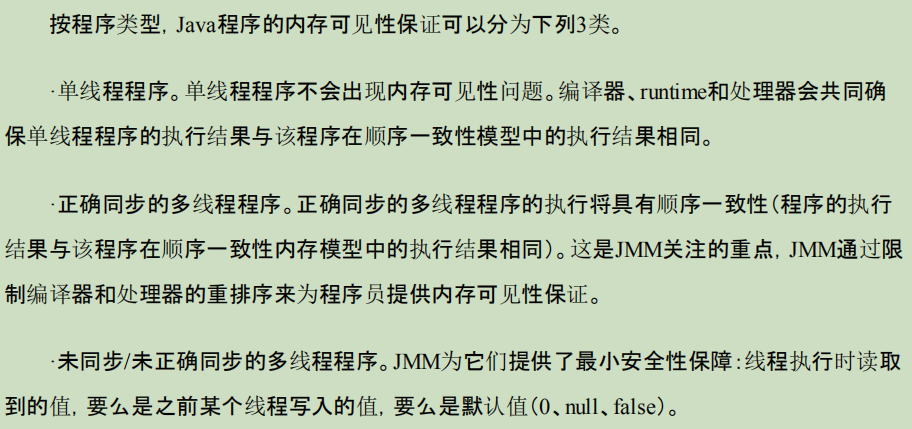 按程序类型，Java程序的内存可见性保证可以分为下列3类。
·单线程程序。单线程程序不会出现内存可见性问题。编译器、runtime和处理器会共同确
保单线程程序的执行结果与该程序在顺序一致性模型中的执行结果相同。
·正确同步的多线程程序。正确同步的多线程程序的执行将具有顺序一致性（程序的执行
结果与该程序在顺序一致性内存模型中的执行结果相同）。这是JMM关注的重点，JMM通过限
制编译器和处理器的重排序来为程序员提供内存可见性保证。
·未同步/未正确同步的多线程程序。JMM为它们提供了最小安全性保障：线程执行时读取
到的值，要么是之前某个线程写入的值，要么是默认值（0、null、false）。